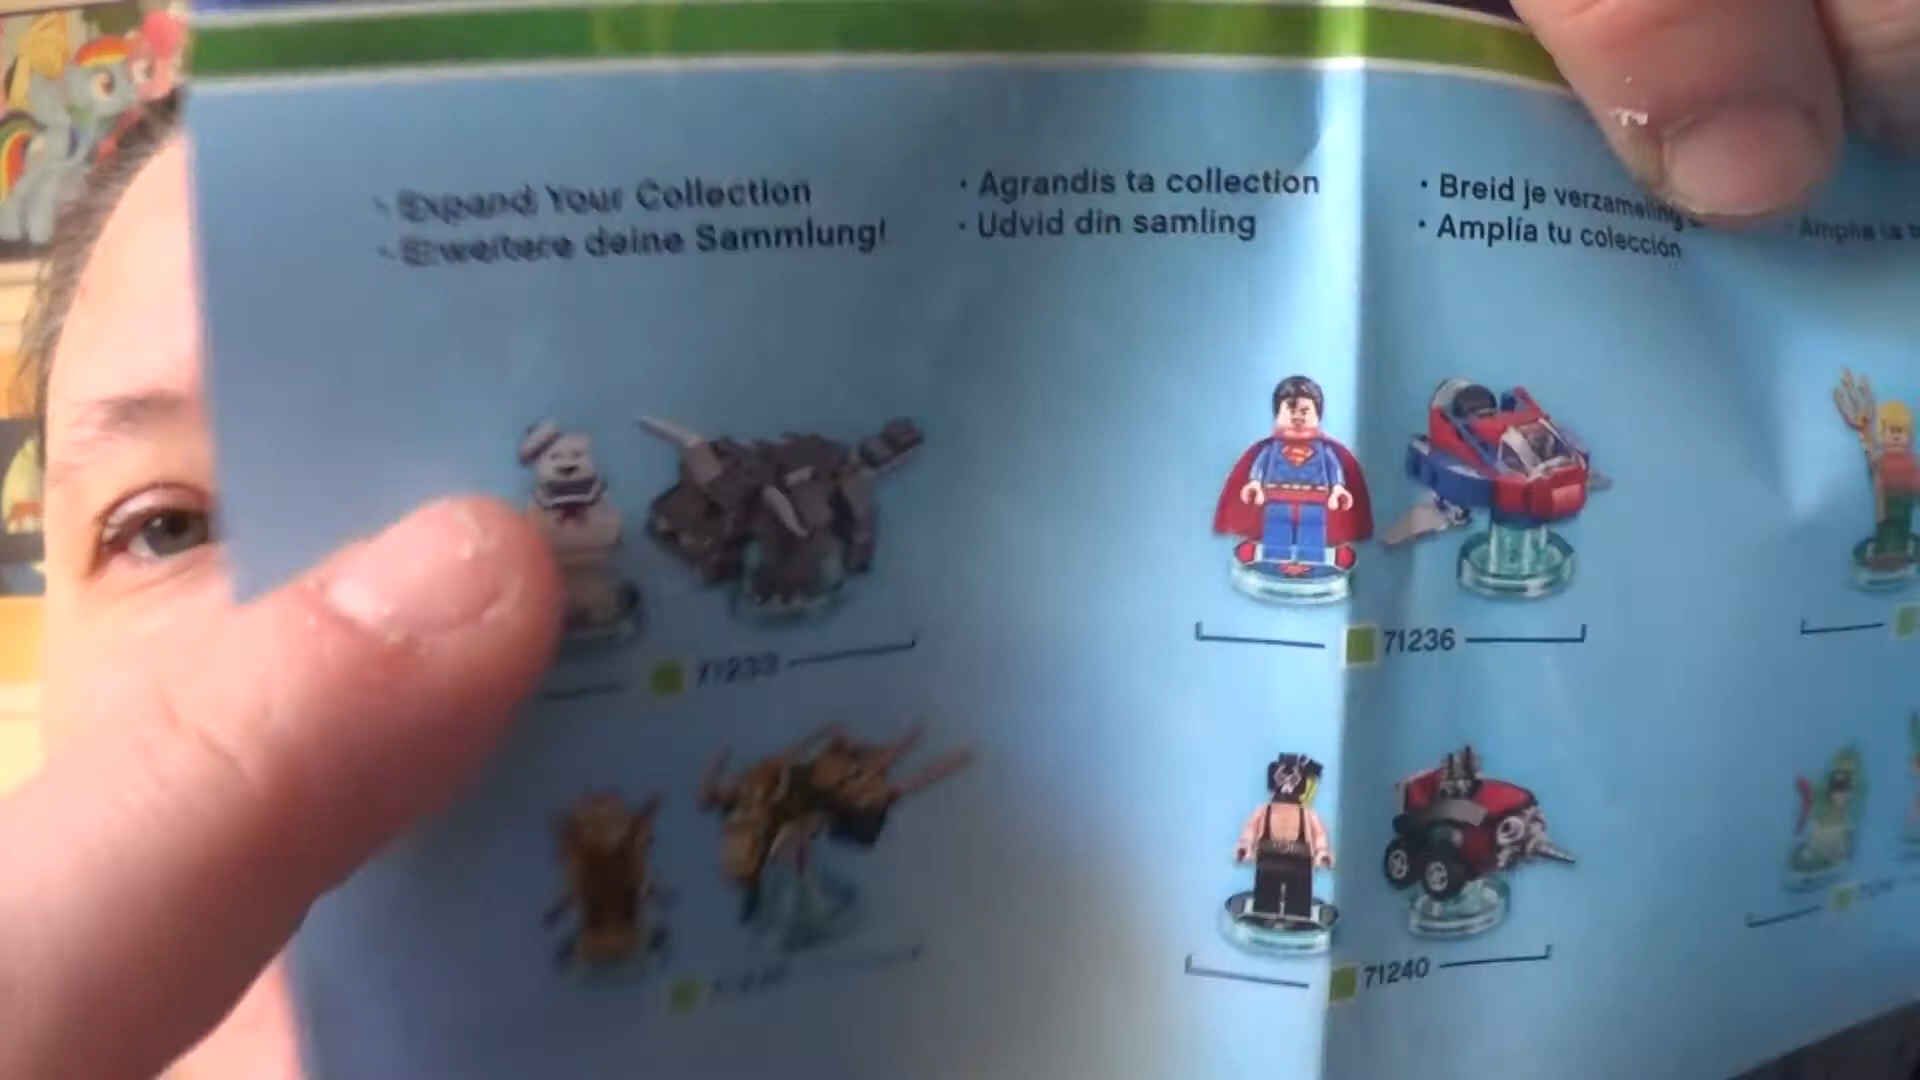 · Expand Your Collection
· Erweitere deine Sammlung!
· Agrandis ta collection
· Udvid din samling
· Breid je verzameling
· Amplía tu colección
71233
71236
71240